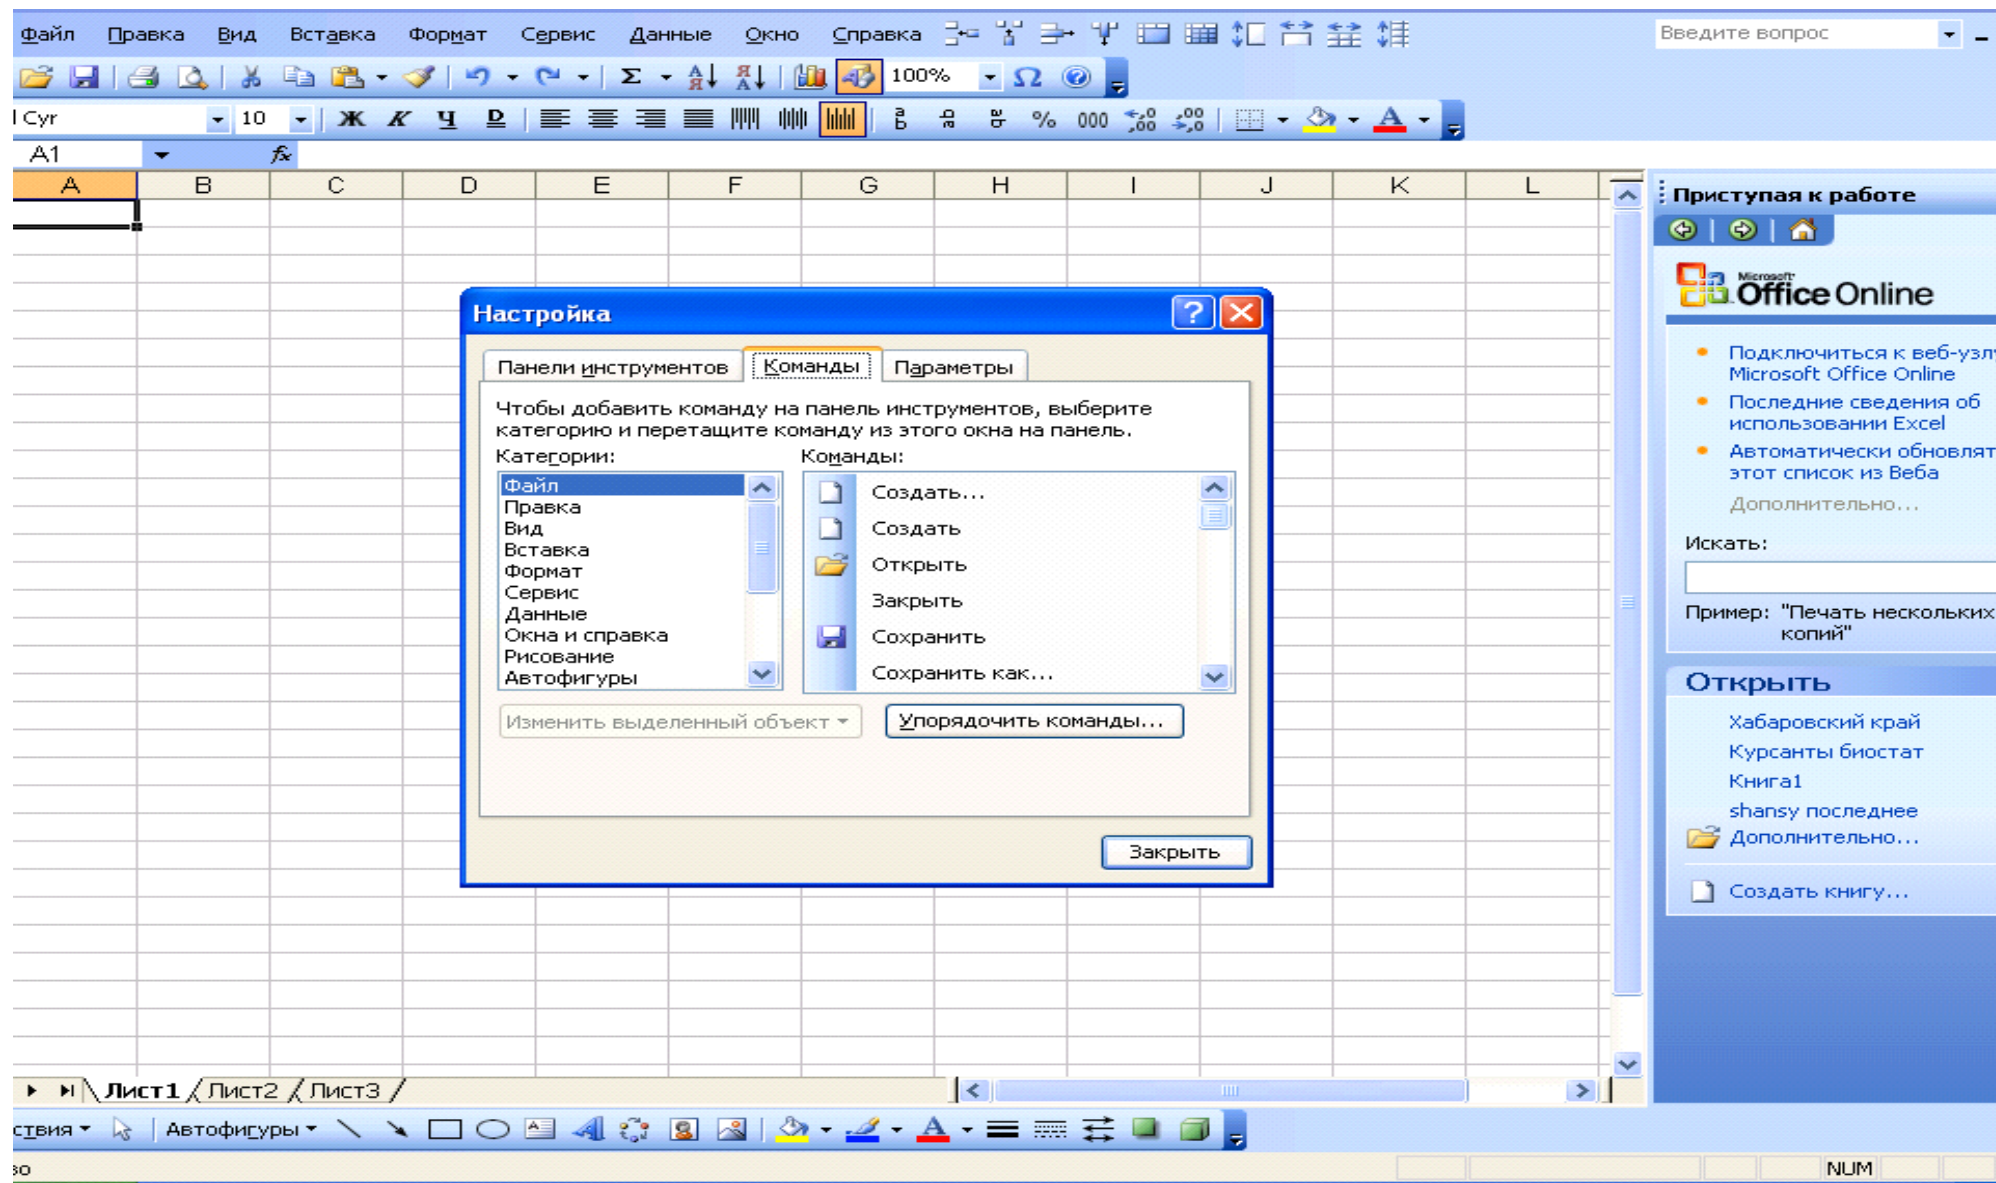 Файл Правка Вид Вставка Формат Сервис Данные Окно Справка Введите вопрос
Σ А Я Я А 100% Ω
Cyr 10 Ж К Ч D % 000 A
A1 fx
A B C D E F G H I J K L
Приступая к работе
Microsoft
Office Online
Подключиться к веб-узлу
Microsoft Office Online
Последние сведения об
использовании Excel
Автоматически обновлят
этот список из Веба
Дополнительно...
Искать:
Пример: "Печать нескольких
копий"
Открыть
Хабаровский край
Курсанты биостат
Книга1
shansy последнее
Дополнительно...
Создать книгу...
Настройка
Панели инструментов Команды Параметры
Чтобы добавить команду на панель инструментов, выберите
категорию и перетащите команду из этого окна на панель.
Категории: Команды:
Файл
Правка
Вид
Вставка
Формат
Сервис
Данные
Окна и справка
Рисование
Автофигуры
Создать...
Создать
Открыть
Закрыть
Сохранить
Сохранить как...
Изменить выделенный объект Упорядочить команды...
Закрыть
Лист1 Лист2 Лист3
ствия Автофигуры A
во NUM